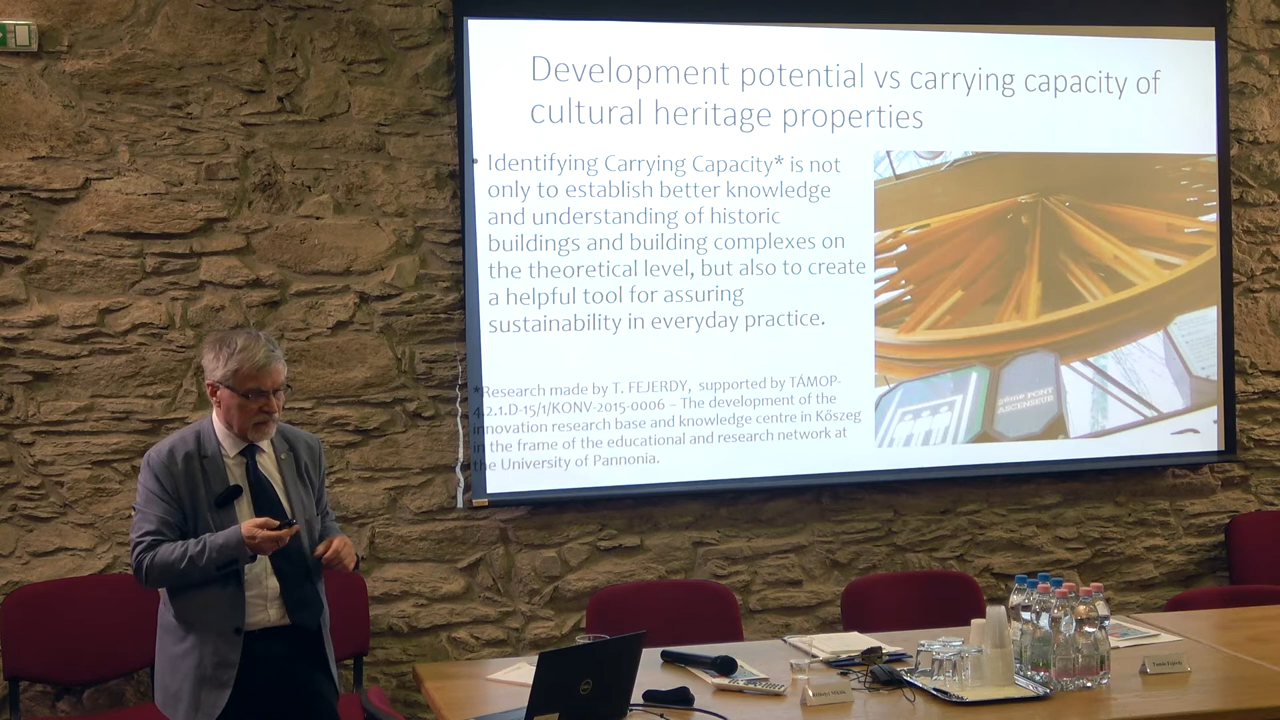 Development potential vs carrying capacity of
cultural heritage properties
• Identifying Carrying Capacity* is not
only to establish better knowledge
and understanding of historic
buildings and building complexes on
the theoretical level, but also to create
a helpful tool for assuring
sustainability in everyday practice.
*Research made by T. FEJERDY, supported by TÁMOP-
4.2.1.D-15/1/KONV-2015-0006 – The development of the
innovation research base and knowledge centre in Kőszeg
in the frame of the educational and research network at
the University of Pannonia.
2ème PONT
ASCENSEUR
DELL